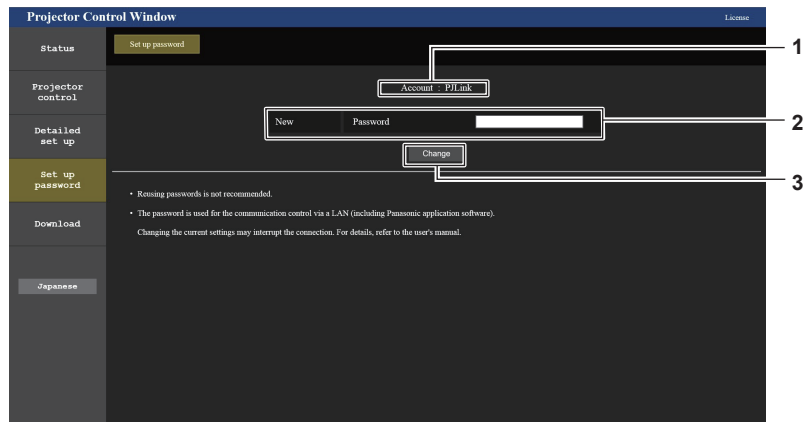 Projector Control Window
License
Status
Projector
control
Detailed
set up
Set up
password
Download
Japanese
Set up password
Account : PJLink
New Password
Change
• Reusing passwords is not recommended.
• The password is used for the communication control via a LAN (including Panasonic application software).
Changing the current settings may interrupt the connection. For details, refer to the user's manual.
1
2
3